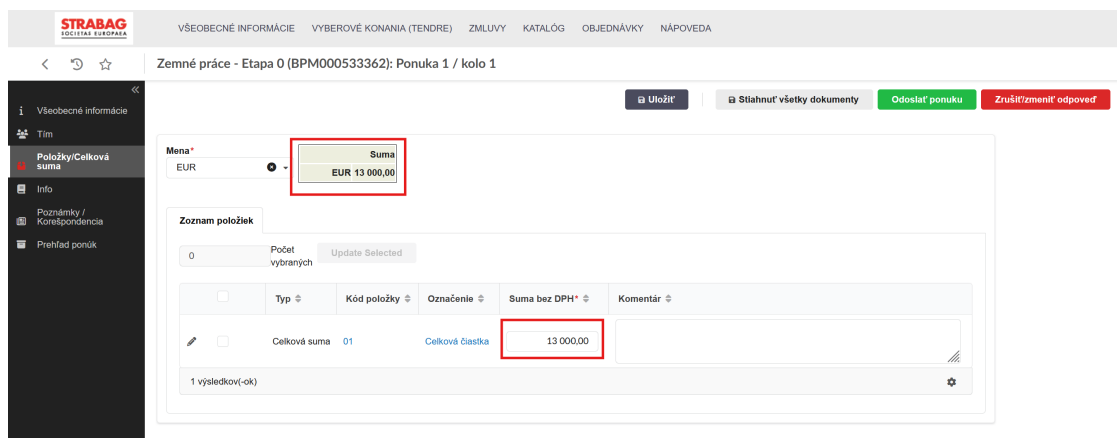 STRABAG
SOCIETAS EUROPAEA
VŠEOBECNÉ INFORMÁCIE VYBEROVÉ KONANIA (TENDRE) ZMLUVY KATALÓG OBJEDNÁVKY NÁPOVEDA
Zemné práce - Etapa 0 (BPM000533362): Ponuka 1 / kolo 1
Uložiť Stiahnuť všetky dokumenty Odoslať ponuku Zrušiť/zmeniť odpoveď
Všeobecné informácie
Tím
Položky/Celková
suma
Info
Poznámky /
Korešpondencia
Prehľad ponúk
Mena*
EUR
Suma
EUR 13 000,00
Zoznam položiek
0 Počet
vybraných
Update Selected
Typ Kód položky Označenie Suma bez DPH* Komentár
Celková suma 01 Celková čiastka 13 000,00
1 výsledkov(-ok)